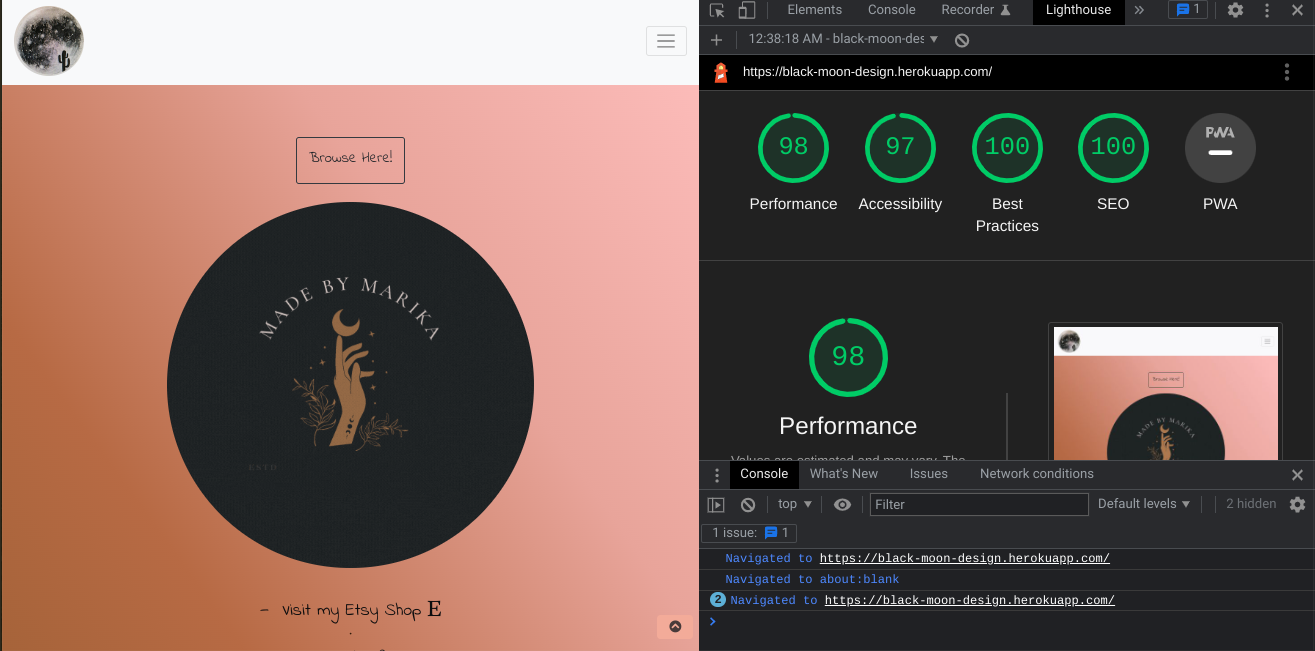 Browse Here!
MADE BY MARIKA
ESTD
– Visit my Etsy Shop E
Elements Console Recorder Lighthouse » 1
+ 12:38:18 AM - black-moon-des
https://black-moon-design.herokuapp.com/
98 97 100 100 PWA
Performance Accessibility Best Practices SEO PWA
98
Performance
Values are estimated and may vary. The
Browse Here!
MADE BY MARIKA
Console What's New Issues Network conditions
top Filter Default levels 2 hidden
1 issue: 1
Navigated to https://black-moon-design.herokuapp.com/
Navigated to about:blank
2 Navigated to https://black-moon-design.herokuapp.com/
>